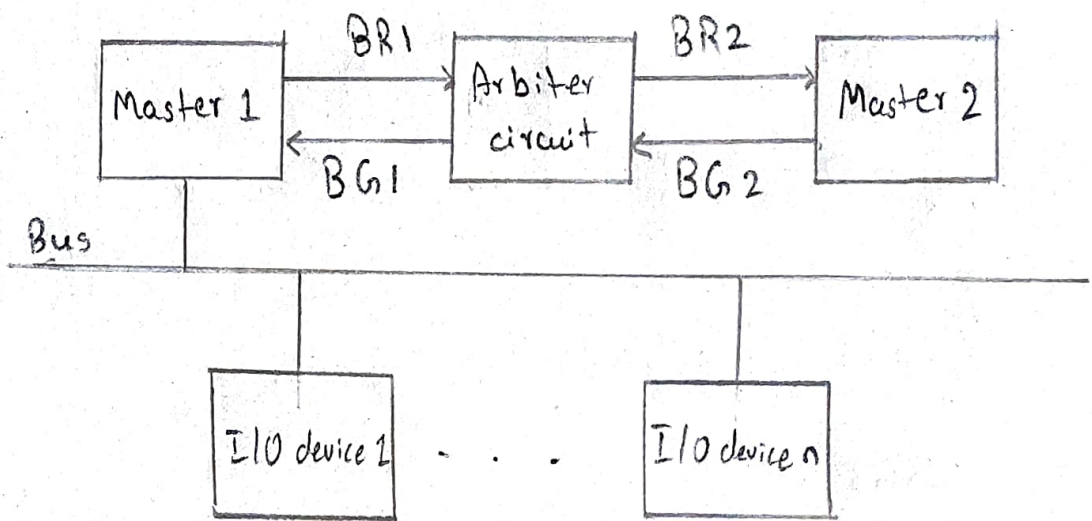 BR1
BR2
Master 1
Arbiter
circuit
Master 2
BG1
BG2
Bus
I/O device 1
I/O device n